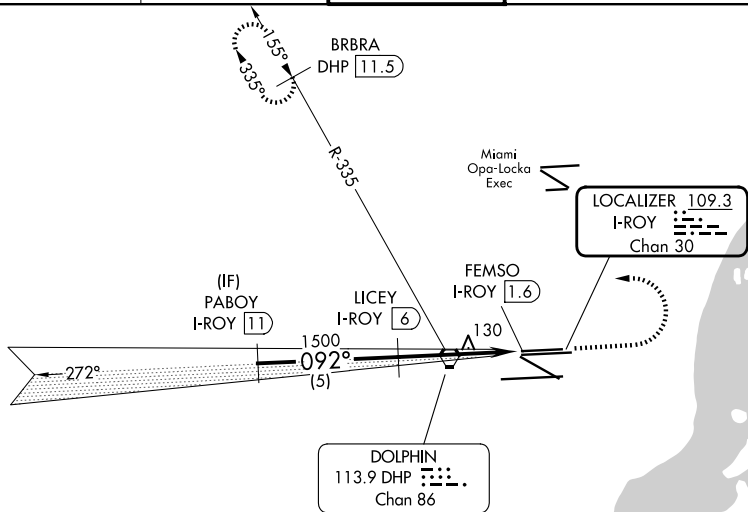 155°
335°
BRBRA
DHP 11.5
R-335
Miami
Opa-Locka
Exec
LOCALIZER 109.3
I-ROY
Chan 30
(IF)
PABOY
I-ROY 11
LICEY
I-ROY 6
FEMSO
I-ROY 1.6
130
1500
092°
(5)
272°
DOLPHIN
113.9 DHP
Chan 86